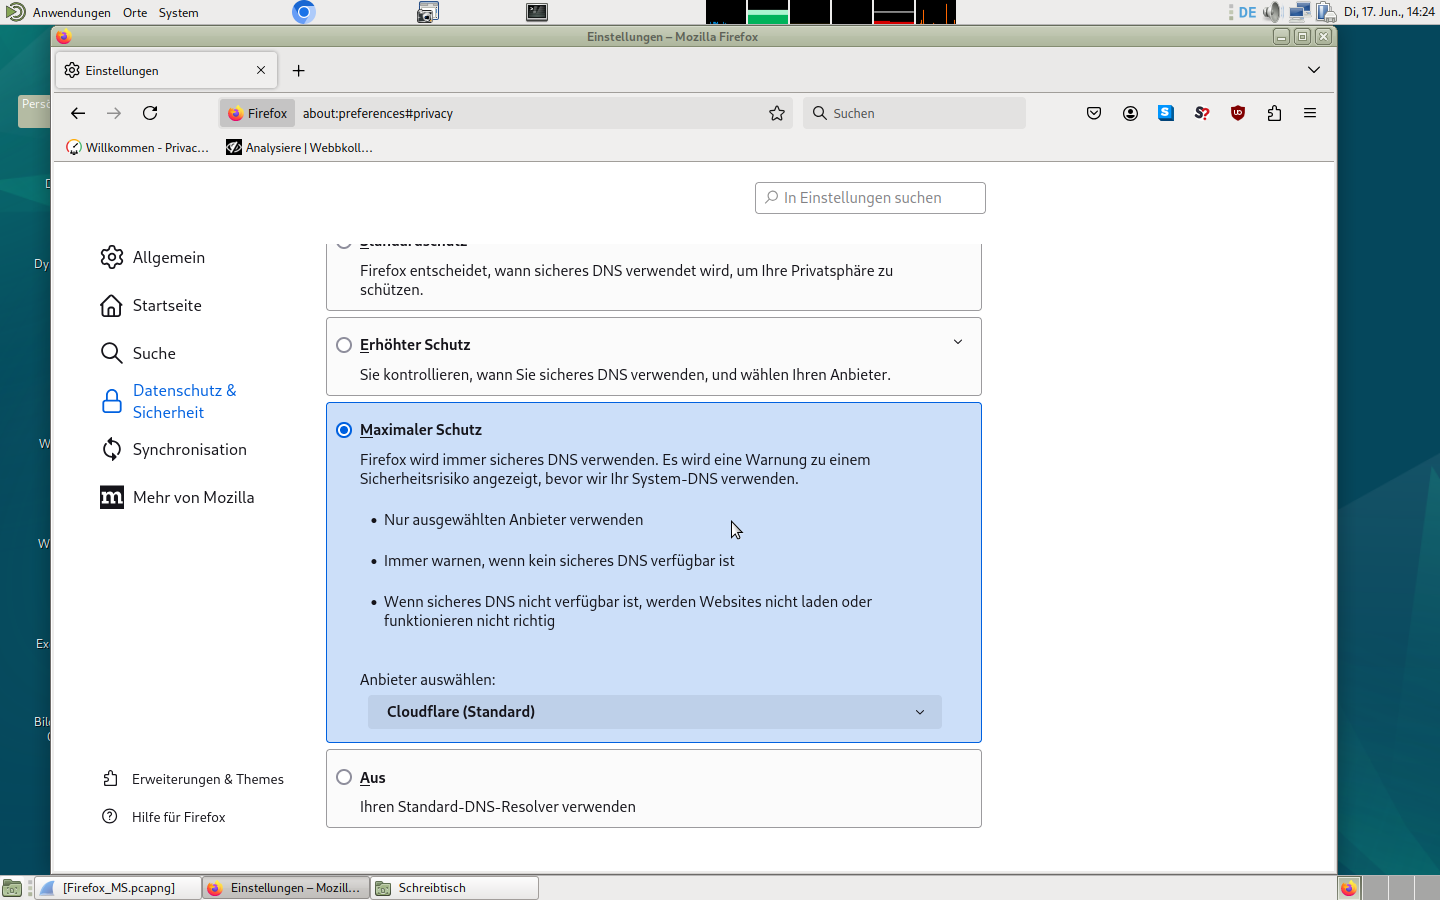 Anwendungen Orte System
DE Di, 17. Jun., 14:24
Einstellungen – Mozilla Firefox
Einstellungen
Firefox about:preferences#privacy
Suchen
Willkommen - Privac…
Analysiere | Webbkoll…
In Einstellungen suchen
Allgemein
Startseite
Suche
Datenschutz &
Sicherheit
Synchronisation
Mehr von Mozilla
Erweiterungen & Themes
Hilfe für Firefox
Standardschutz
Firefox entscheidet, wann sicheres DNS verwendet wird, um Ihre Privatsphäre zu
schützen.
Erhöhter Schutz
Sie kontrollieren, wann Sie sicheres DNS verwenden, und wählen Ihren Anbieter.
Maximaler Schutz
Firefox wird immer sicheres DNS verwenden. Es wird eine Warnung zu einem
Sicherheitsrisiko angezeigt, bevor wir Ihr System-DNS verwenden.
• Nur ausgewählten Anbieter verwenden
• Immer warnen, wenn kein sicheres DNS verfügbar ist
• Wenn sicheres DNS nicht verfügbar ist, werden Websites nicht laden oder
funktionieren nicht richtig
Anbieter auswählen:
Cloudflare (Standard)
Aus
Ihren Standard-DNS-Resolver verwenden
[Firefox_MS.pcapng]
Einstellungen – Mozill…
Schreibtisch